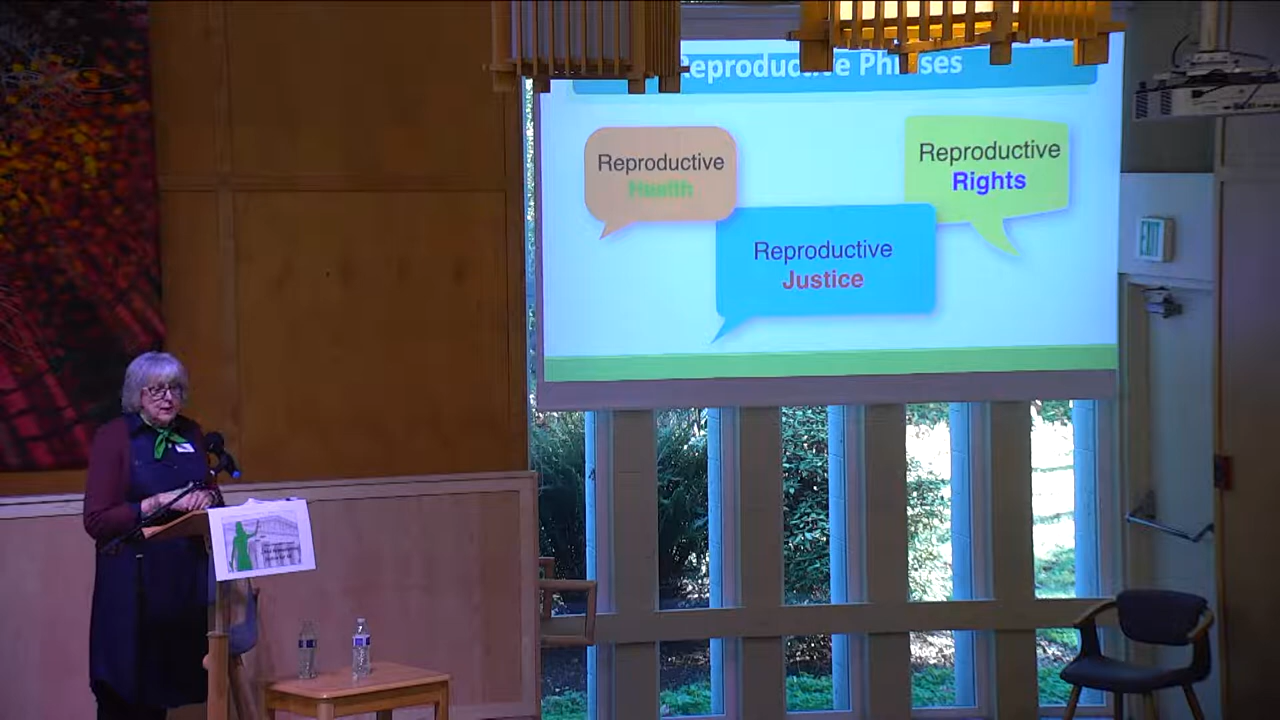 Reproductive Phrases
Reproductive
Health
Reproductive
Rights
Reproductive
Justice